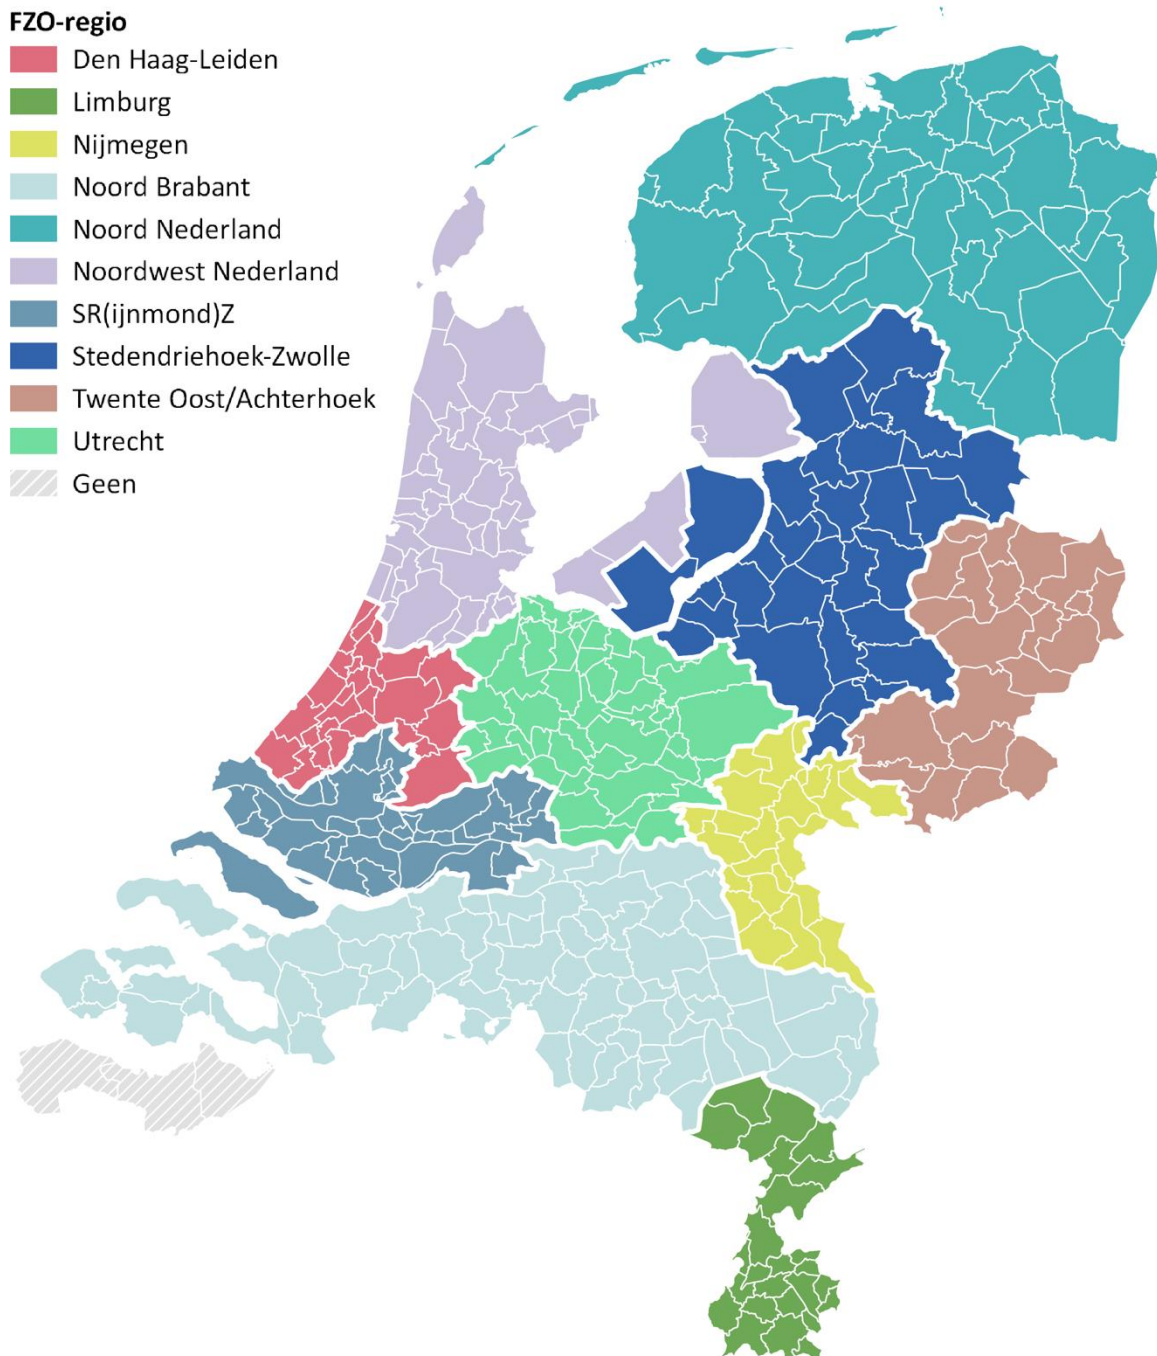 FZO-regio
Den Haag-Leiden
Limburg
Nijmegen
Noord Brabant
Noord Nederland
Noordwest Nederland
SR(ijnmond)Z
Stedendriehoek-Zwolle
Twente Oost/Achterhoek
Utrecht
Geen